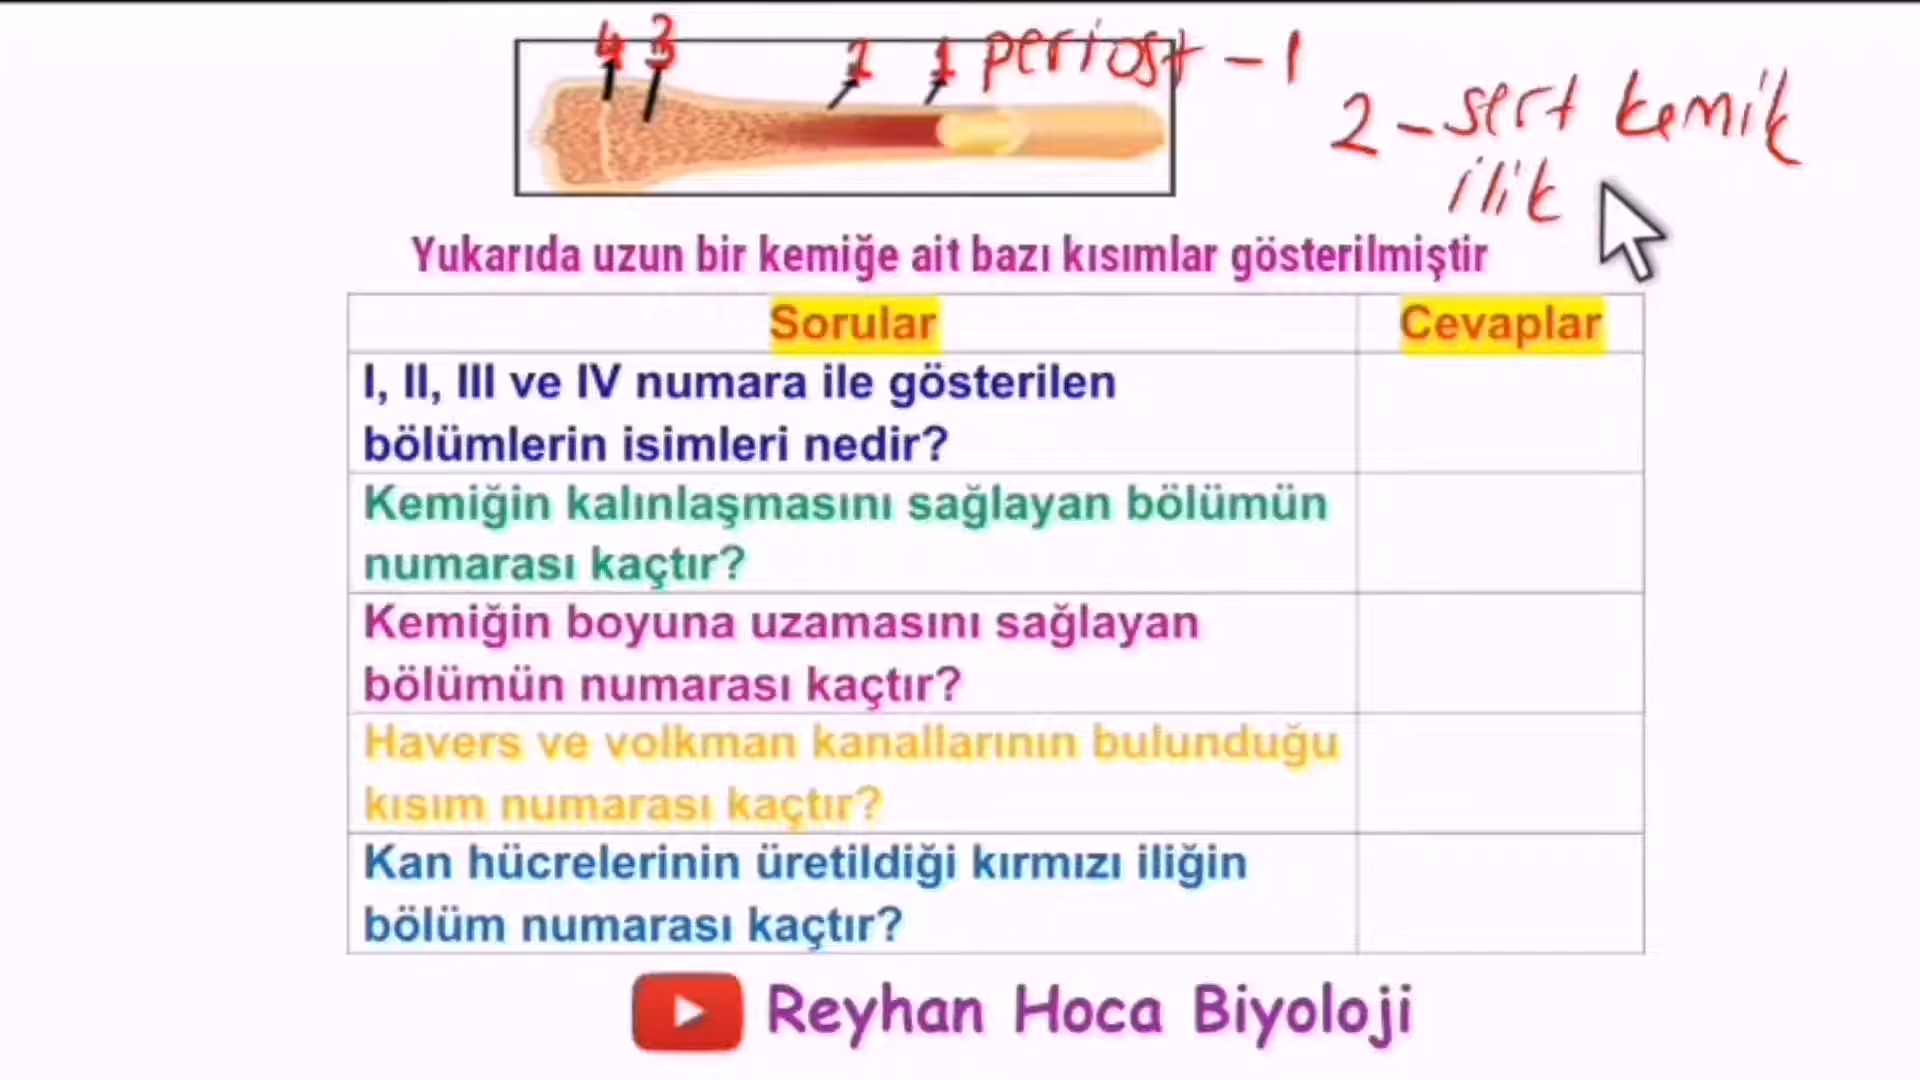 4 3 2 1 periost - 1
2 - sert kemik
ilik
Yukarıda uzun bir kemiğe ait bazı kısımlar gösterilmiştir
Sorular Cevaplar
I, II, III ve IV numara ile gösterilen
bölümlerin isimleri nedir?
Kemiğin kalınlaşmasını sağlayan bölümün
numarası kaçtır?
Kemiğin boyuna uzamasını sağlayan
bölümün numarası kaçtır?
Havers ve volkman kanallarının bulunduğu
kısım numarası kaçtır?
Kan hücrelerinin üretildiği kırmızı iliğin
bölüm numarası kaçtır?
Reyhan Hoca Biyoloji